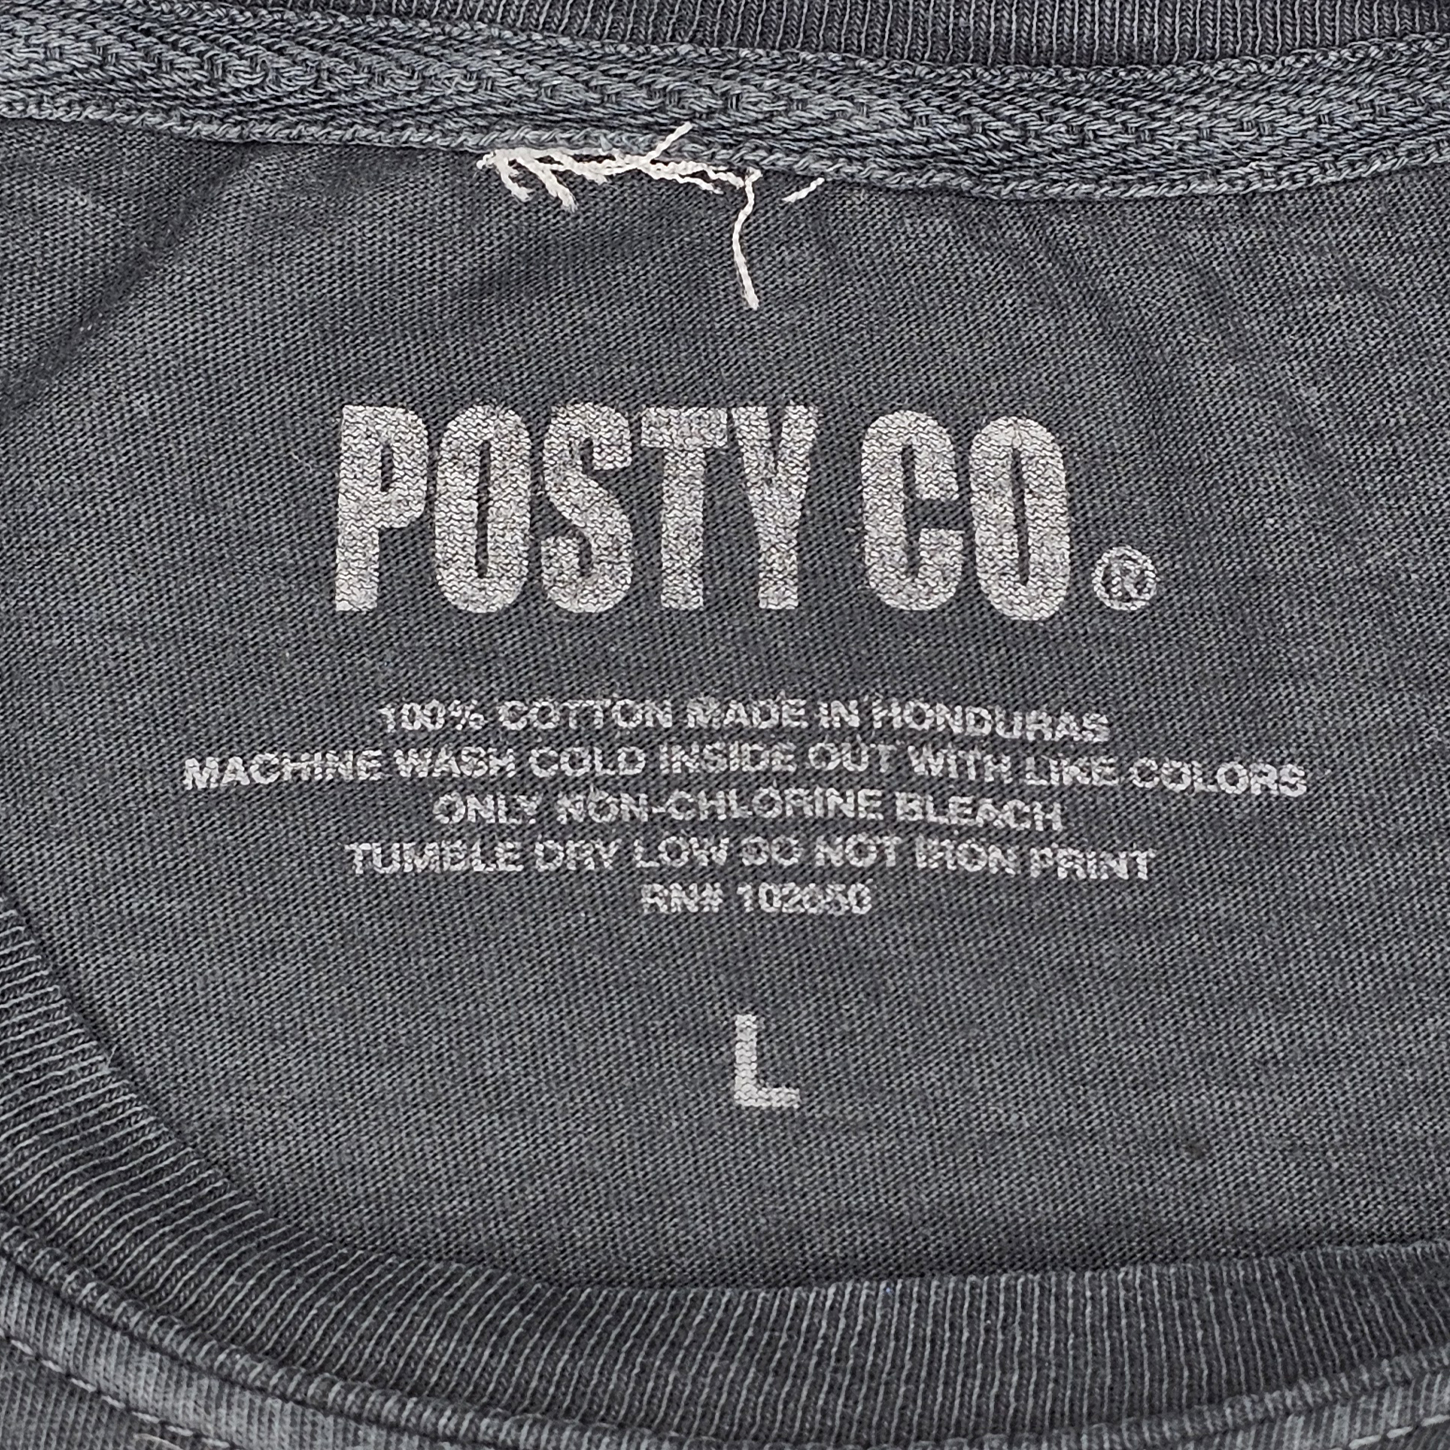 POSTY CO®
100% COTTON MADE IN HONDURAS
MACHINE WASH COLD INSIDE OUT WITH LIKE COLORS
ONLY NON-CHLORINE BLEACH
TUMBLE DRY LOW DO NOT IRON PRINT
RN#
L